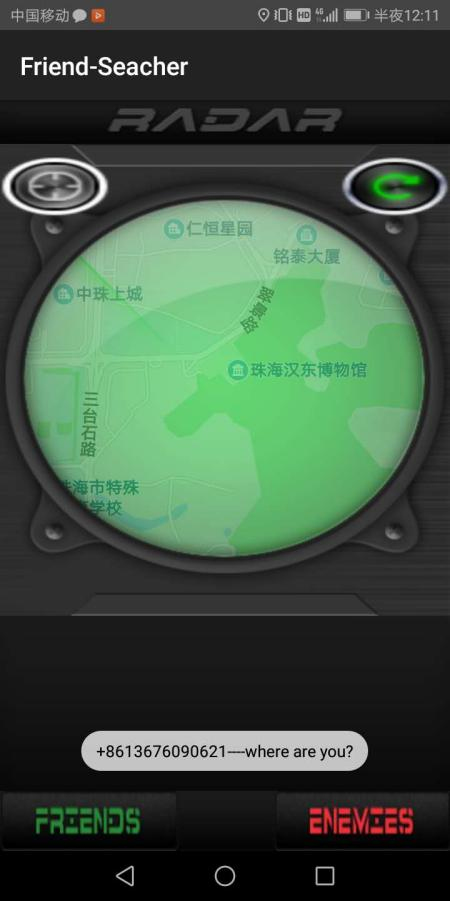 中国移动 HD 4G 半夜12:11
Friend-Seacher
RADAR
仁恒星园
铭泰大厦
中珠上城
翠景路
珠海汉东博物馆
三台石路
珠海市特殊
学校
+8613676090621----where are you?
FRIENDS
ENEMIES